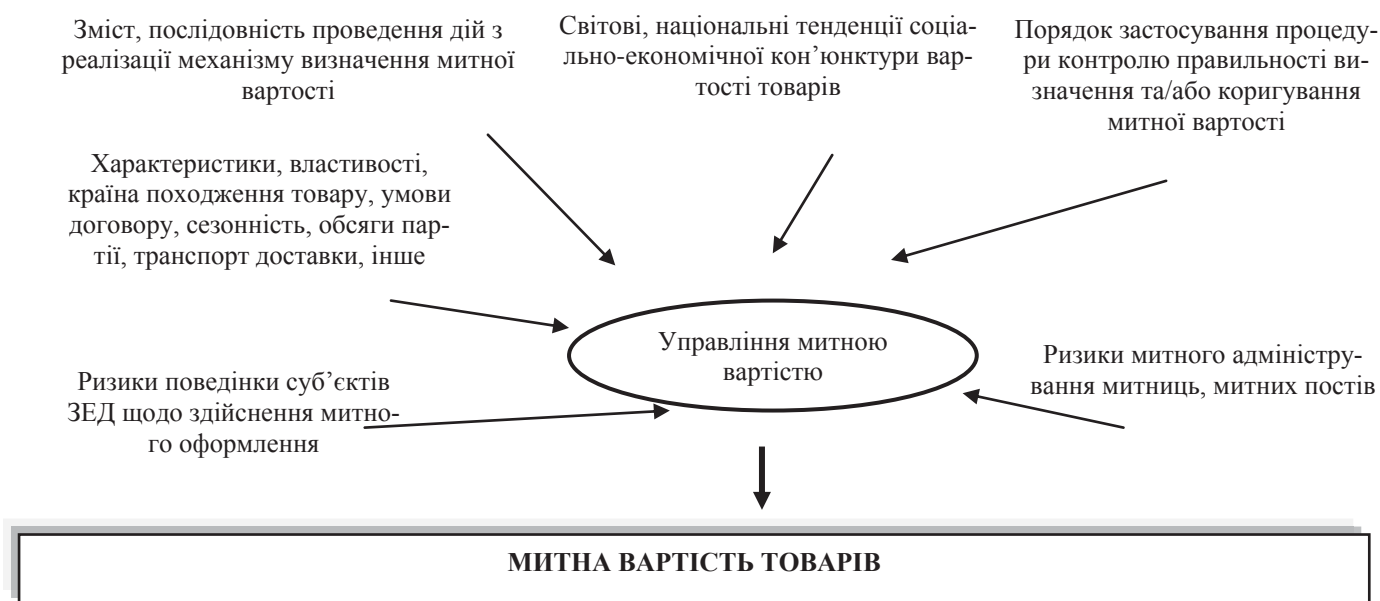 Зміст, послідовність проведення дій з
реалізації механізму визначення митної
вартості
Світові, національні тенденції соціа-
льно-економічної кон’юнктури вар-
тості товарів
Порядок застосування процеду-
ри контролю правильності ви-
значення та/або коригування
митної вартості
Характеристики, властивості,
країна походження товару, умови
договору, сезонність, обсяги пар-
тії, транспорт доставки, інше
Управління митною
вартістю
Ризики поведінки суб’єктів
ЗЕД щодо здійснення митно-
го оформлення
Ризики митного адміністру-
вання митниць, митних постів
МИТНА ВАРТІСТЬ ТОВАРІВ